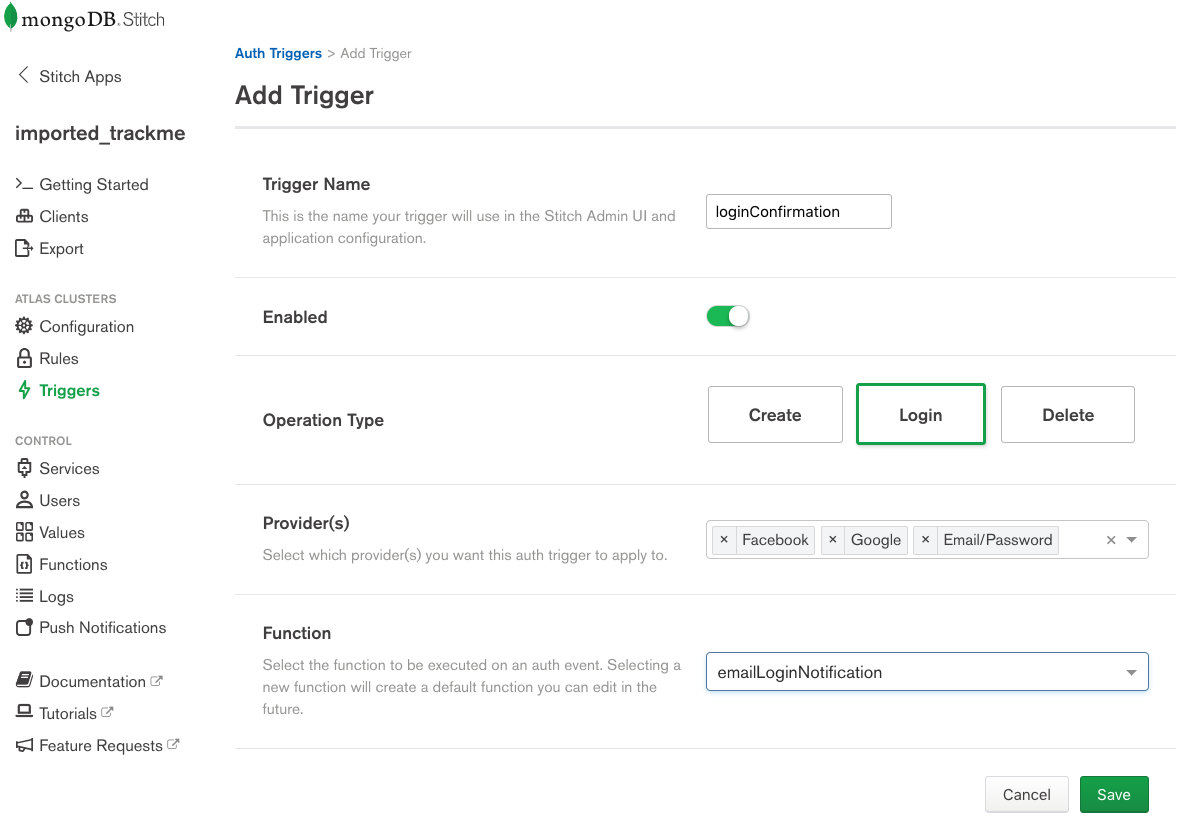 mongoDB. Stitch
Stitch Apps
imported_trackme
Getting Started
Clients
Export
ATLAS CLUSTERS
Configuration
Rules
Triggers
CONTROL
Services
Users
Values
Functions
Logs
Push Notifications
Documentation
Tutorials
Feature Requests
Auth Triggers > Add Trigger
Add Trigger
Trigger Name
This is the name your trigger will use in the Stitch Admin UI and
application configuration.
loginConfirmation
Enabled
Operation Type
Create Login Delete
Provider(s)
Select which provider(s) you want this auth trigger to apply to.
× Facebook × Google × Email/Password ×
Function
Select the function to be executed on an auth event. Selecting a
new function will create a default function you can edit in the
future.
emailLoginNotification
Cancel Save